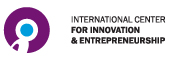 INTERNATIONAL CENTER
FOR INNOVATION
& ENTREPRENEURSHIP